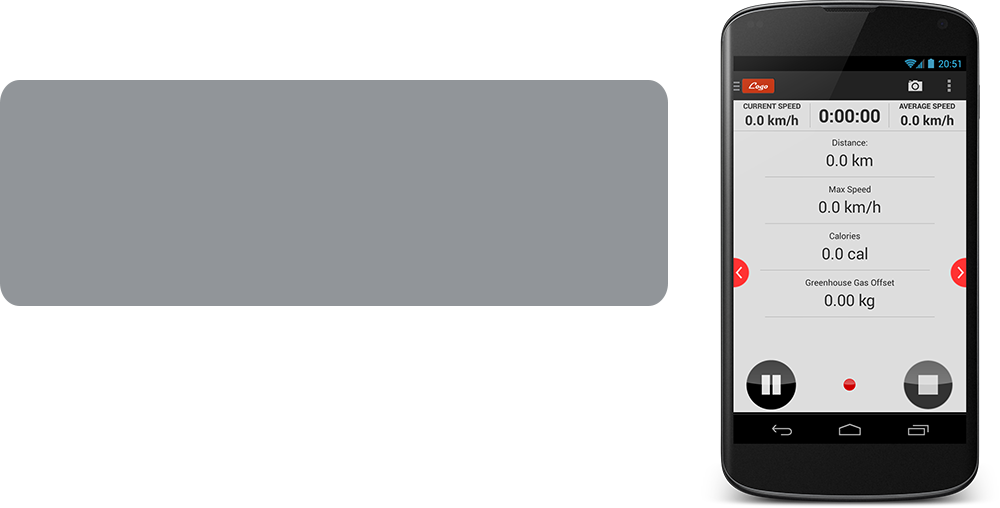 20:51
Logo
CURRENT SPEED
0.0 km/h
0:00:00
AVERAGE SPEED
0.0 km/h
Distance:
0.0 km
Max Speed
0.0 km/h
Calories
0.0 cal
Greenhouse Gas Offset
0.00 kg